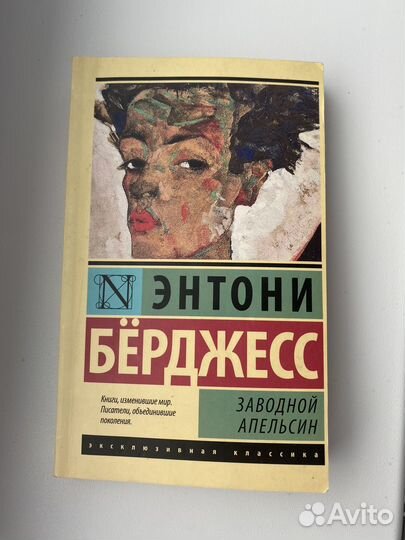 N
ЭНТОНИ
БЁРДЖЕСС
Книги, изменившие мир.
Писатели, объединившие
поколения.
ЗАВОДНОЙ
АПЕЛЬСИН
эксклюзивная классика
Avito